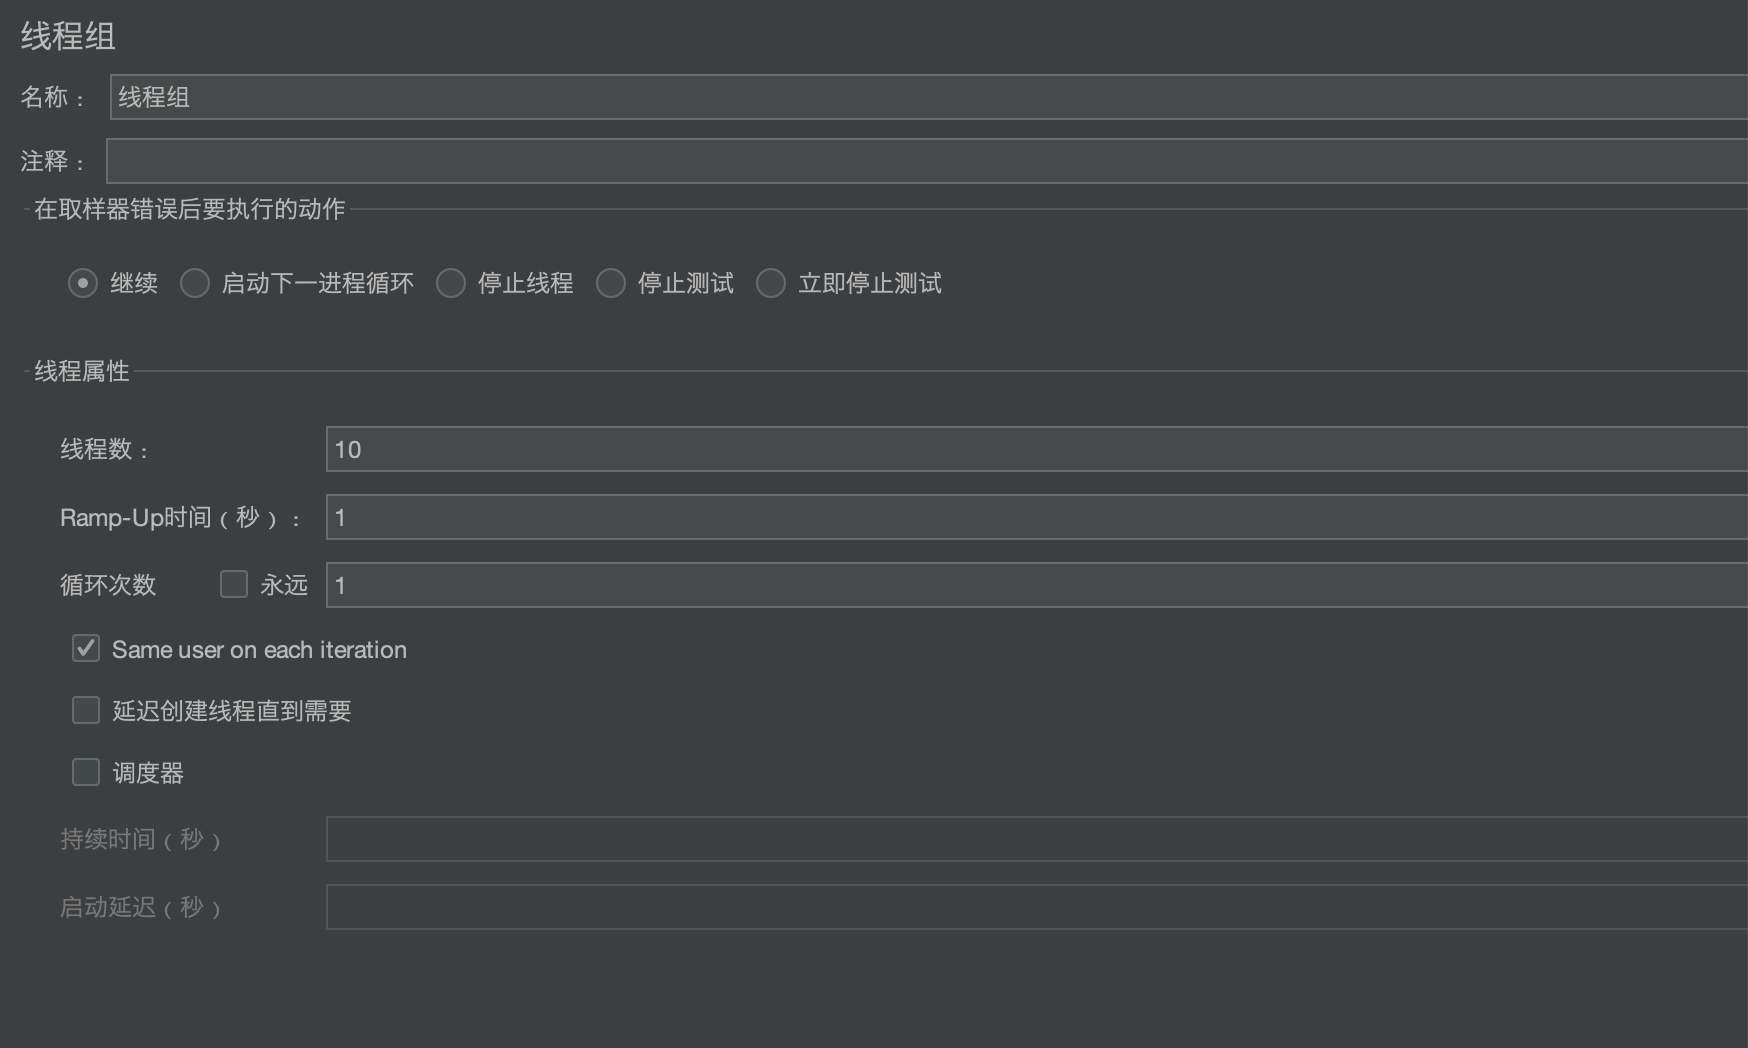 线程组
名称： 线程组
注释：
在取样器错误后要执行的动作
继续 启动下一进程循环 停止线程 停止测试 立即停止测试
线程属性
线程数： 10
Ramp-Up时间（秒）： 1
循环次数 永远 1
Same user on each iteration
延迟创建线程直到需要
调度器
持续时间（秒）
启动延迟（秒）